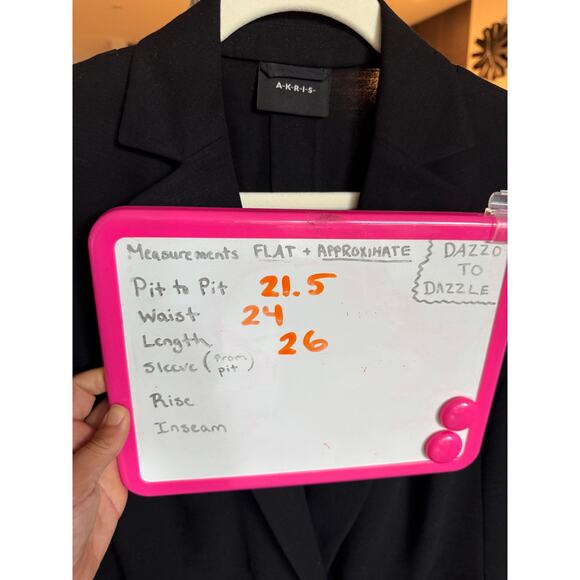 A-K-R-I-S-
Measurements FLAT + APPROXIMATE
DAZZO
TO
DAZZLE
Pit to Pit 21.5
Waist 24
Length 26
Sleeve (from pit)
Rise
Inseam